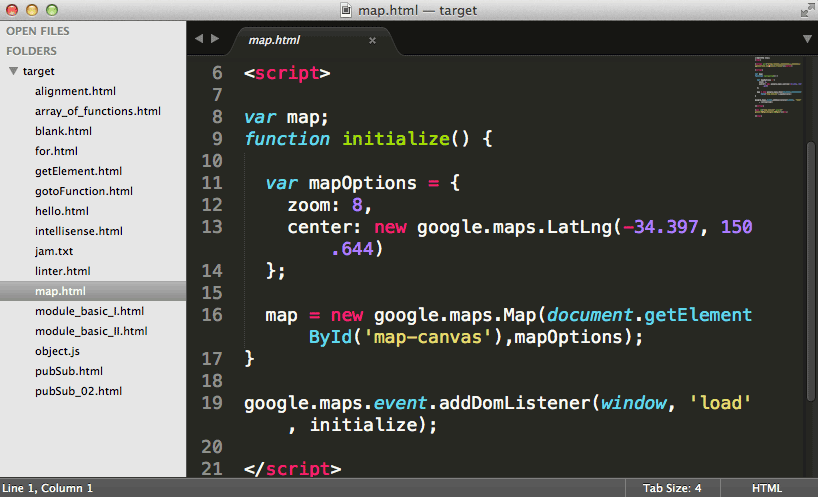 map.html — target
OPEN FILES
FOLDERS
target
alignment.html
array_of_functions.html
blank.html
for.html
getElement.html
gotoFunction.html
hello.html
intellisense.html
jam.txt
linter.html
map.html
module_basic_I.html
module_basic_II.html
object.js
pubSub.html
pubSub_02.html
map.html ×
6 <script>
7
8 var map;
9 function initialize() {
10
11 var mapOptions = {
12 zoom: 8,
13 center: new google.maps.LatLng(-34.397, 150
.644)
14 };
15
16 map = new google.maps.Map(document.getElement
ById('map-canvas'),mapOptions);
17 }
18
19 google.maps.event.addDomListener(window, 'load'
, initialize);
20
21 </script>
Line 1, Column 1
Tab Size: 4
HTML